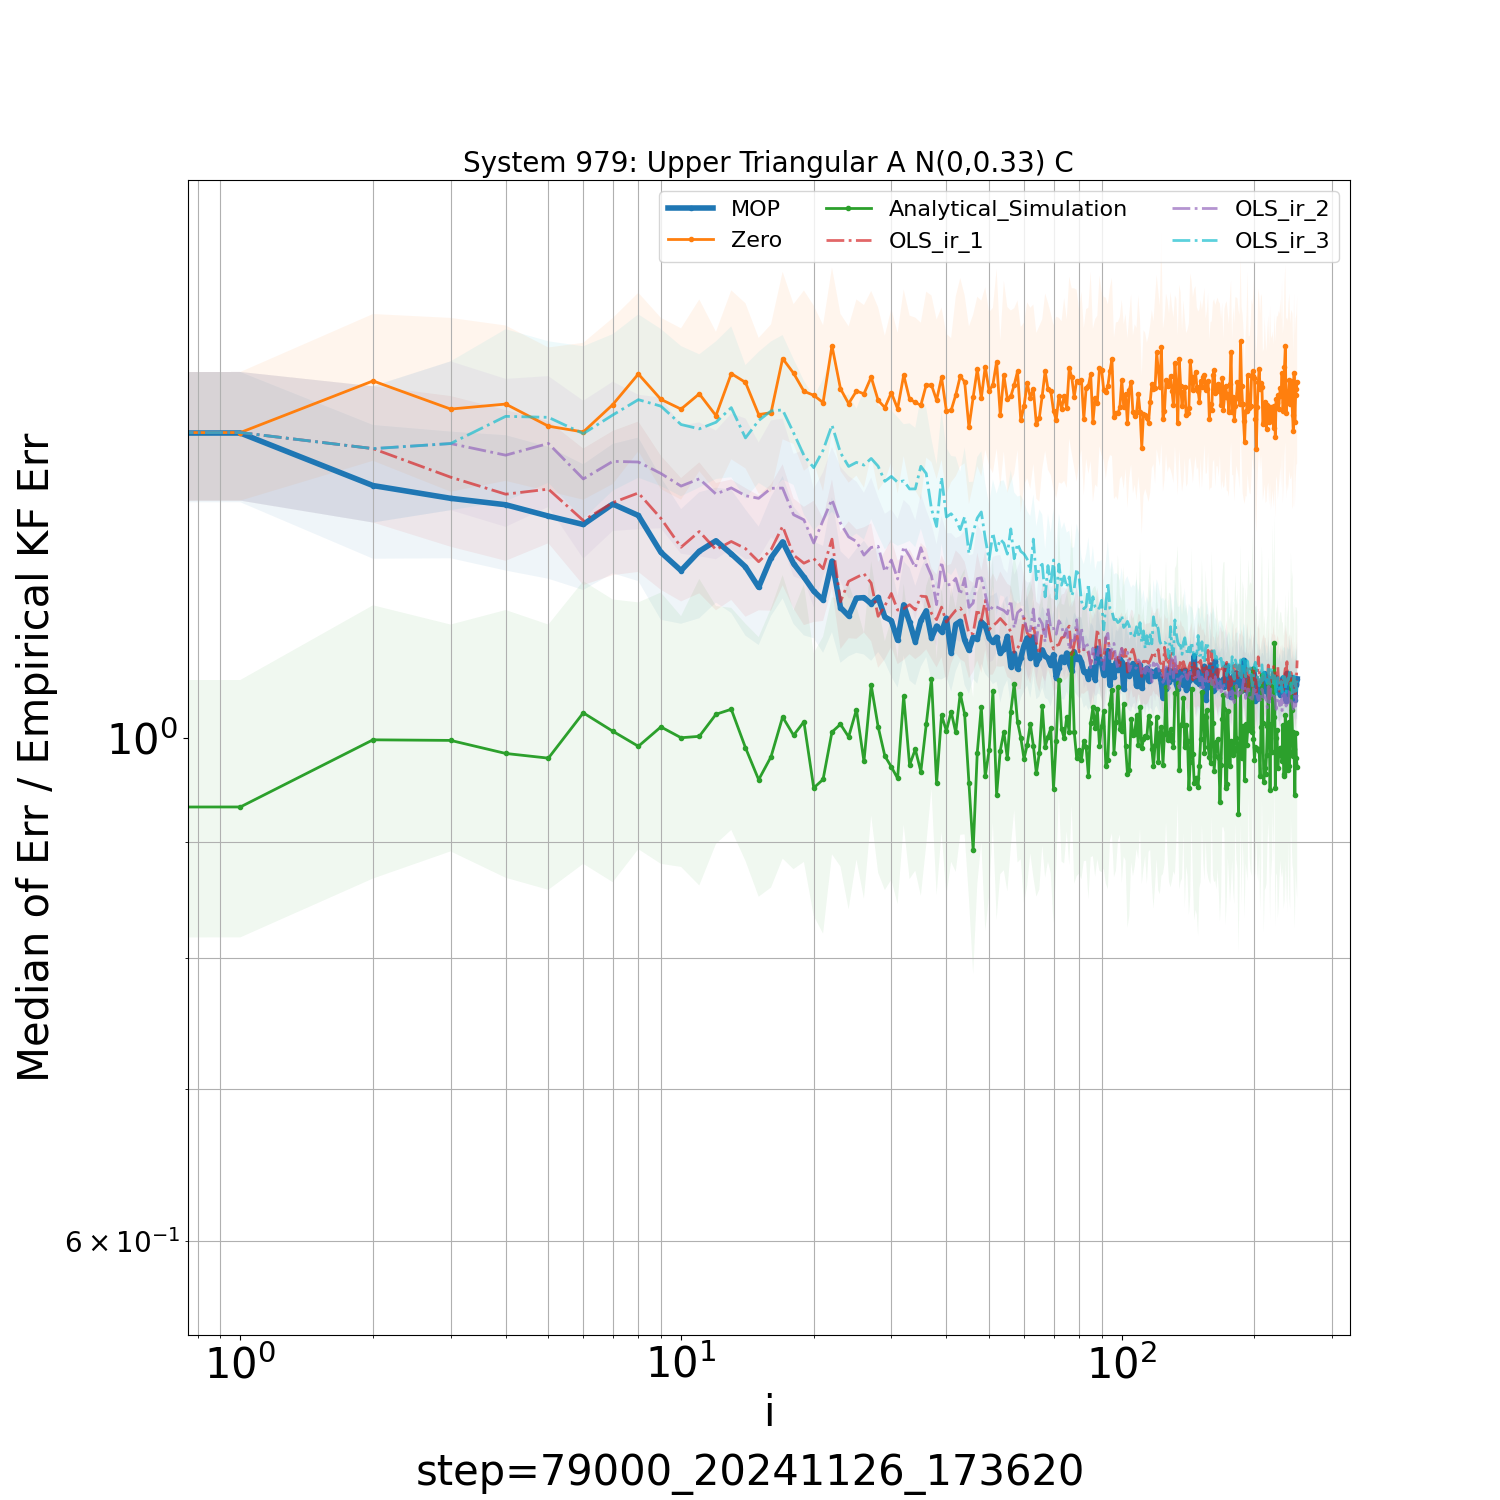 System 979: Upper Triangular A N(0,0.33) C
MOP
Zero
Analytical_Simulation
OLS_ir_1
OLS_ir_2
OLS_ir_3
Median of Err / Empirical KF Err
10⁰
6 × 10⁻¹
10⁰
10¹
10²
i
step=79000_20241126_173620